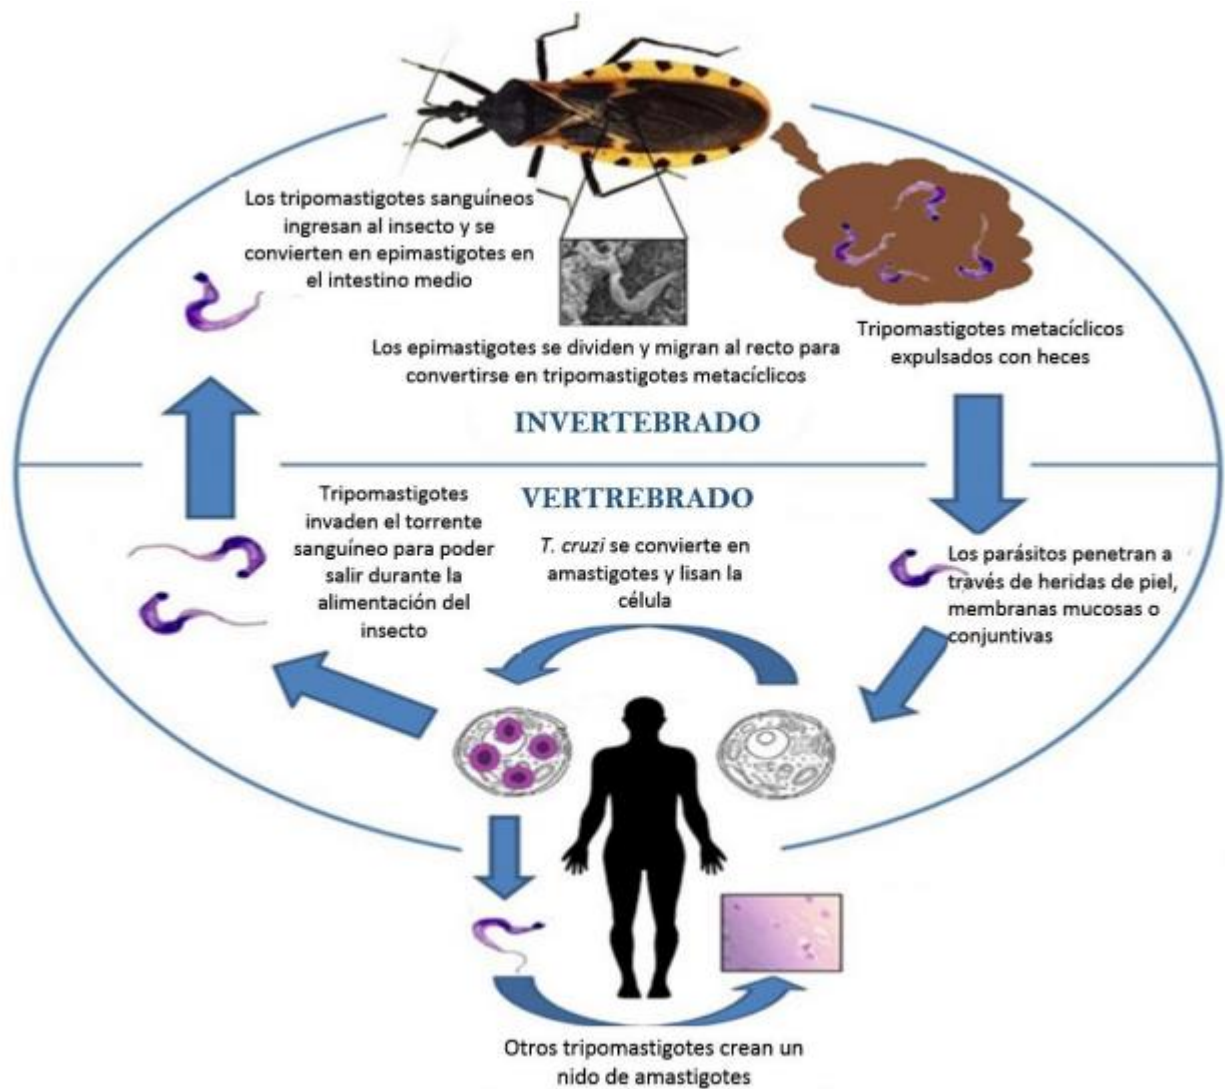 Los tripomastigotes sanguíneos
ingresan al insecto y se
convierten en epimastigotes en
el intestino medio
Los epimastigotes se dividen y migran al recto para
convertirse en tripomastigotes metacíclicos
Tripomastigotes metacíclicos
expulsados con heces
INVERTEBRADO
VERTREBRADO
Tripomastigotes
invaden el torrente
sanguíneo para poder
salir durante la
alimentación del
insecto
T. cruzi se convierte en
amastigotes y lisan la
célula
Los parásitos penetran a
través de heridas de piel,
membranas mucosas o
conjuntivas
Otros tripomastigotes crean un
nido de amastigotes